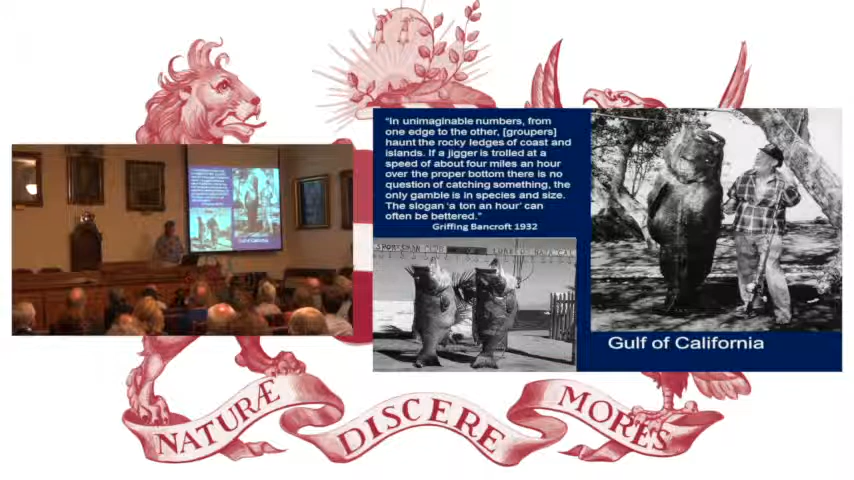 "In unimaginable numbers, from
one edge to the other, [groupers]
haunt the rocky ledges of coast and
islands. If a jigger is trolled at a
speed of about four miles an hour
over the proper bottom there is no
question of catching something, the
only gamble is in species and size.
The slogan 'a ton an hour' can
often be bettered."
Griffing Bancroft 1932
SPORTSMAN CLUB
Gulf of California
NATURÆ DISCERE MORES